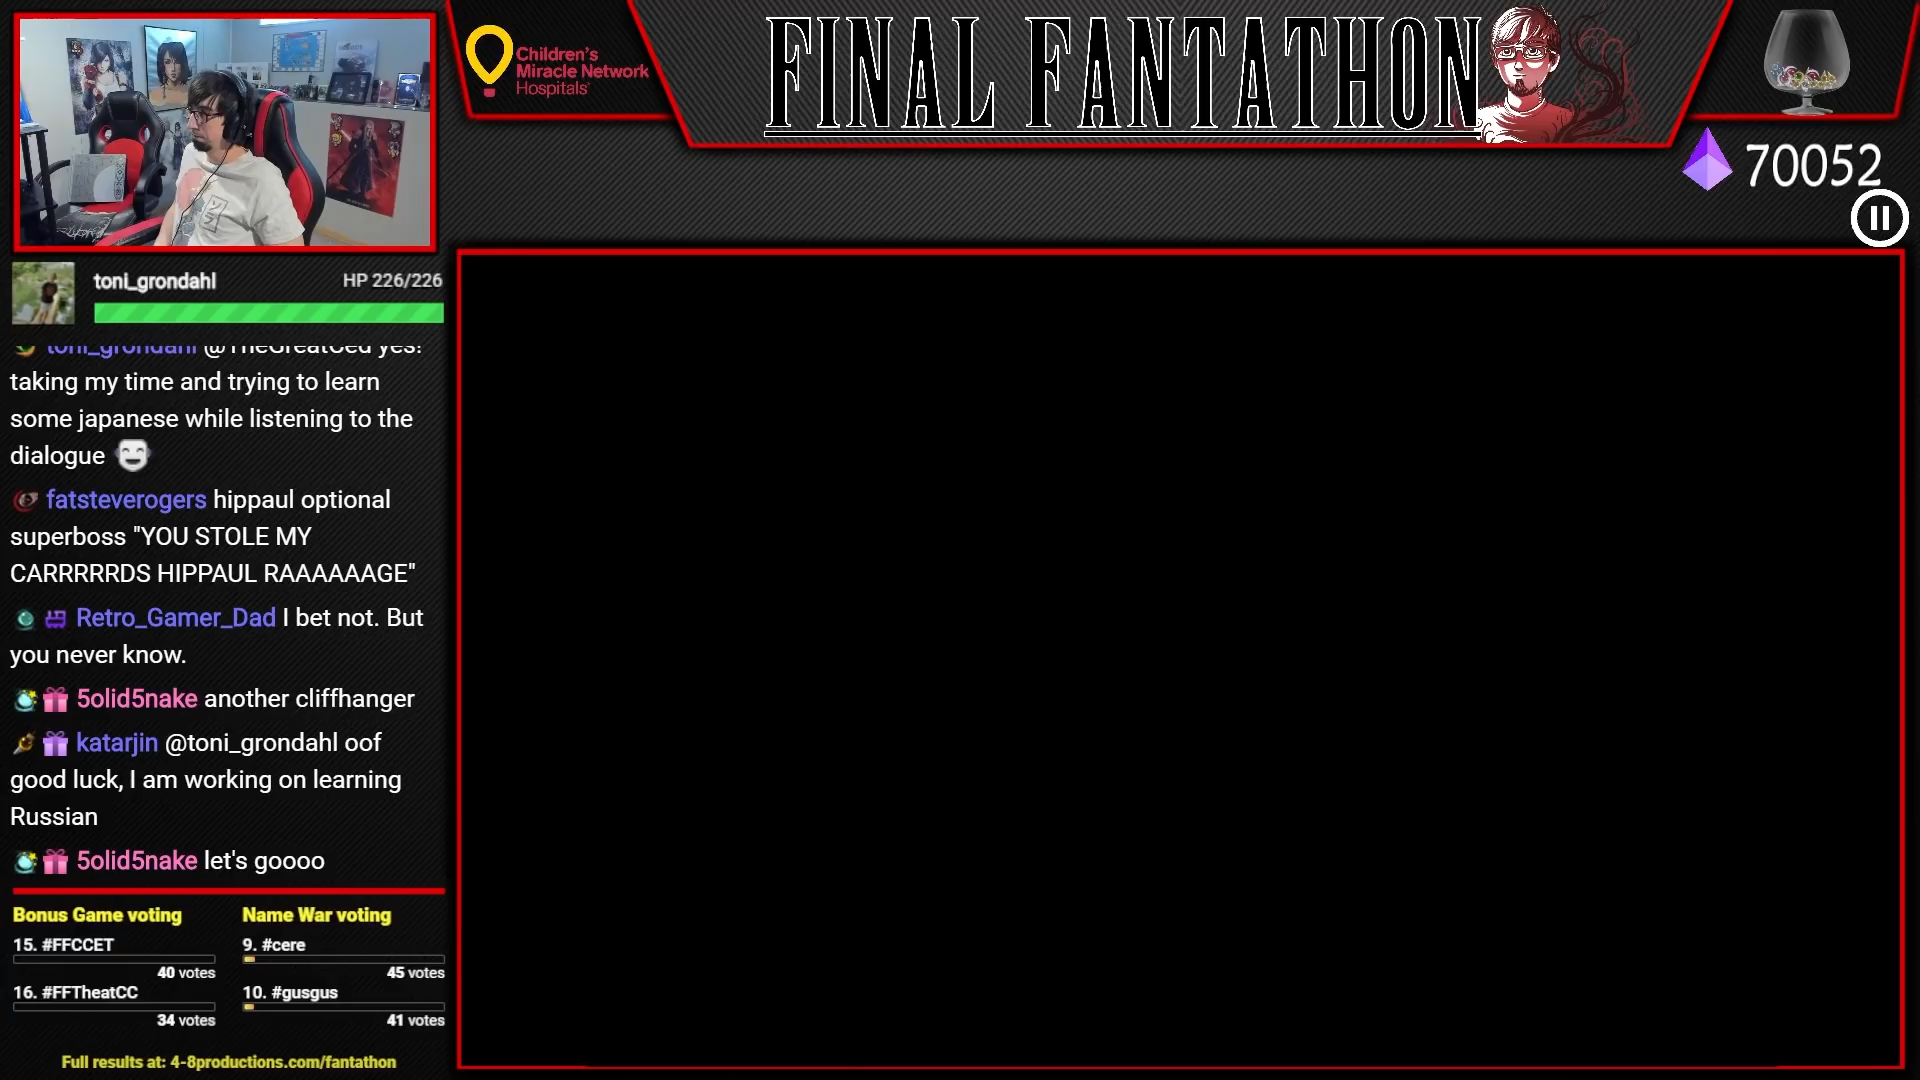 Children's
Miracle Network
Hospitals
FINAL FANTATHON
70052
toni_grondahl HP 226/226
toni_grondahl @TheGreatCed yes!
taking my time and trying to learn
some japanese while listening to the
dialogue
fatsteverogers hippaul optional
superboss "YOU STOLE MY
CARRRRRDS HIPPAUL RAAAAAAGE"
Retro_Gamer_Dad I bet not. But
you never know.
5olid5nake another cliffhanger
katarjin @toni_grondahl oof
good luck, I am working on learning
Russian
5olid5nake let's goooo
Bonus Game voting
15. #FFCCET
40 votes
16. #FFTheatCC
34 votes
Name War voting
9. #cere
45 votes
10. #gusgus
41 votes
Full results at: 4-8productions.com/fantathon